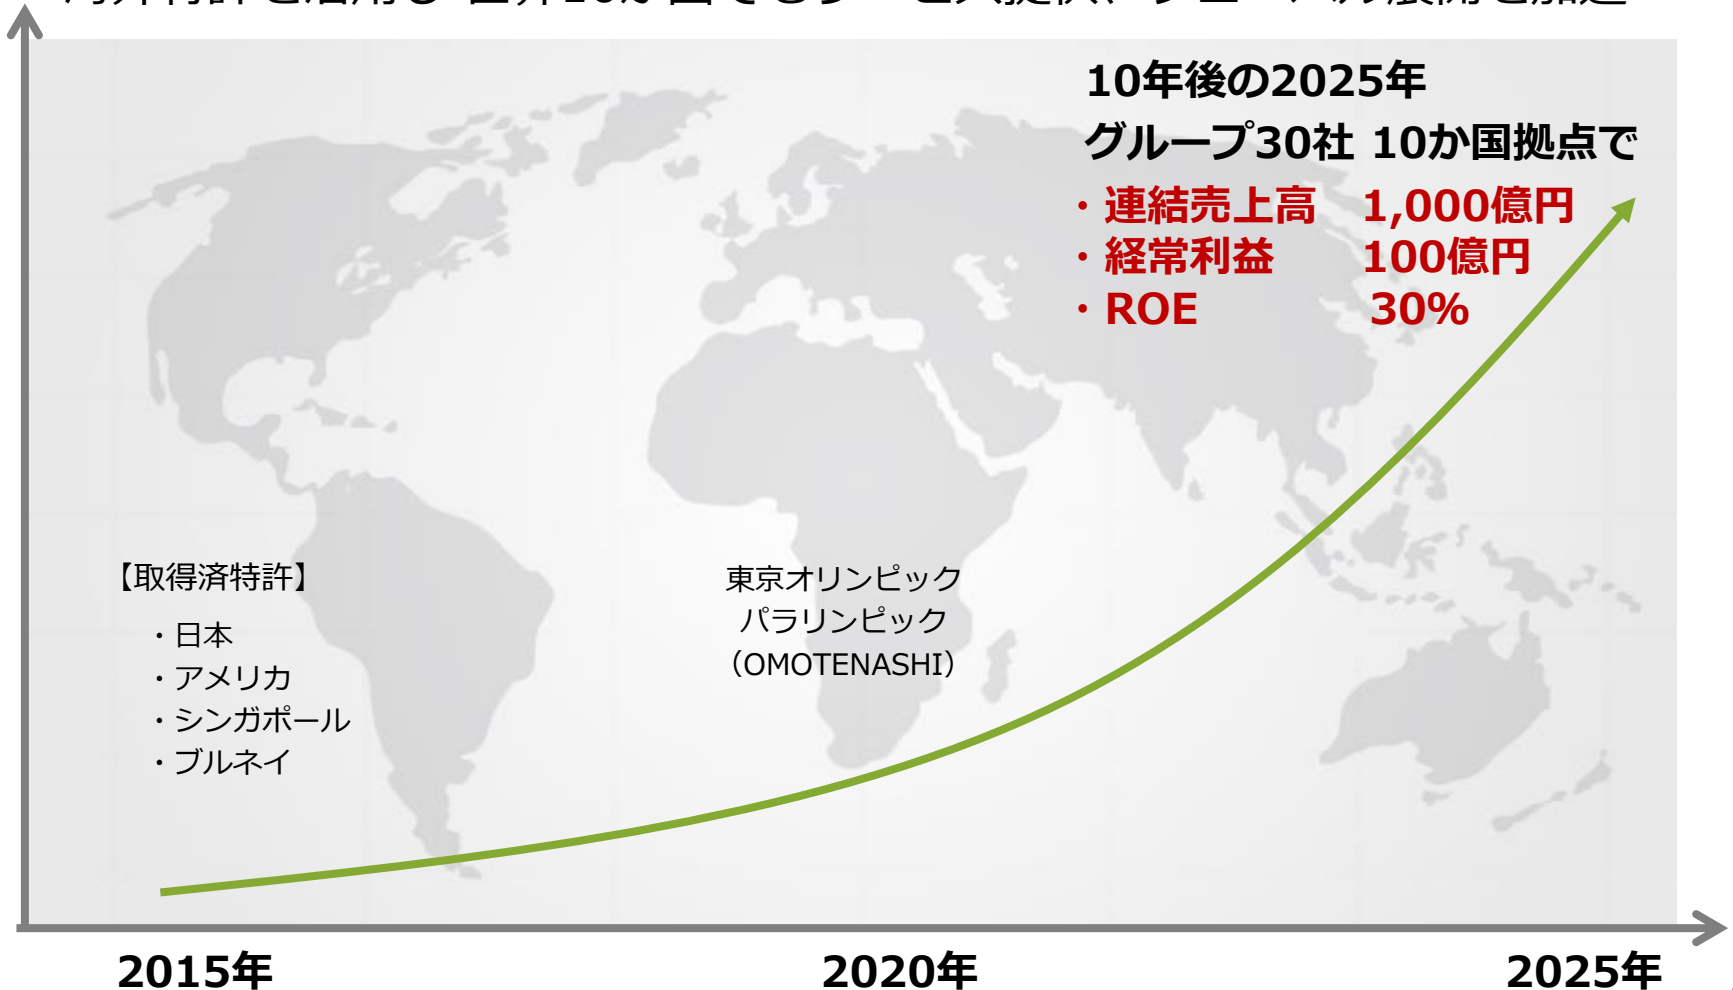 10年後の2025年
グループ30社 10か国拠点で
・連結売上高 1,000億円
・経常利益 100億円
・ROE 30%
【取得済特許】
・日本
・アメリカ
・シンガポール
・ブルネイ
東京オリンピック
パラリンピック
（OMOTENASHI）
2015年 2020年 2025年